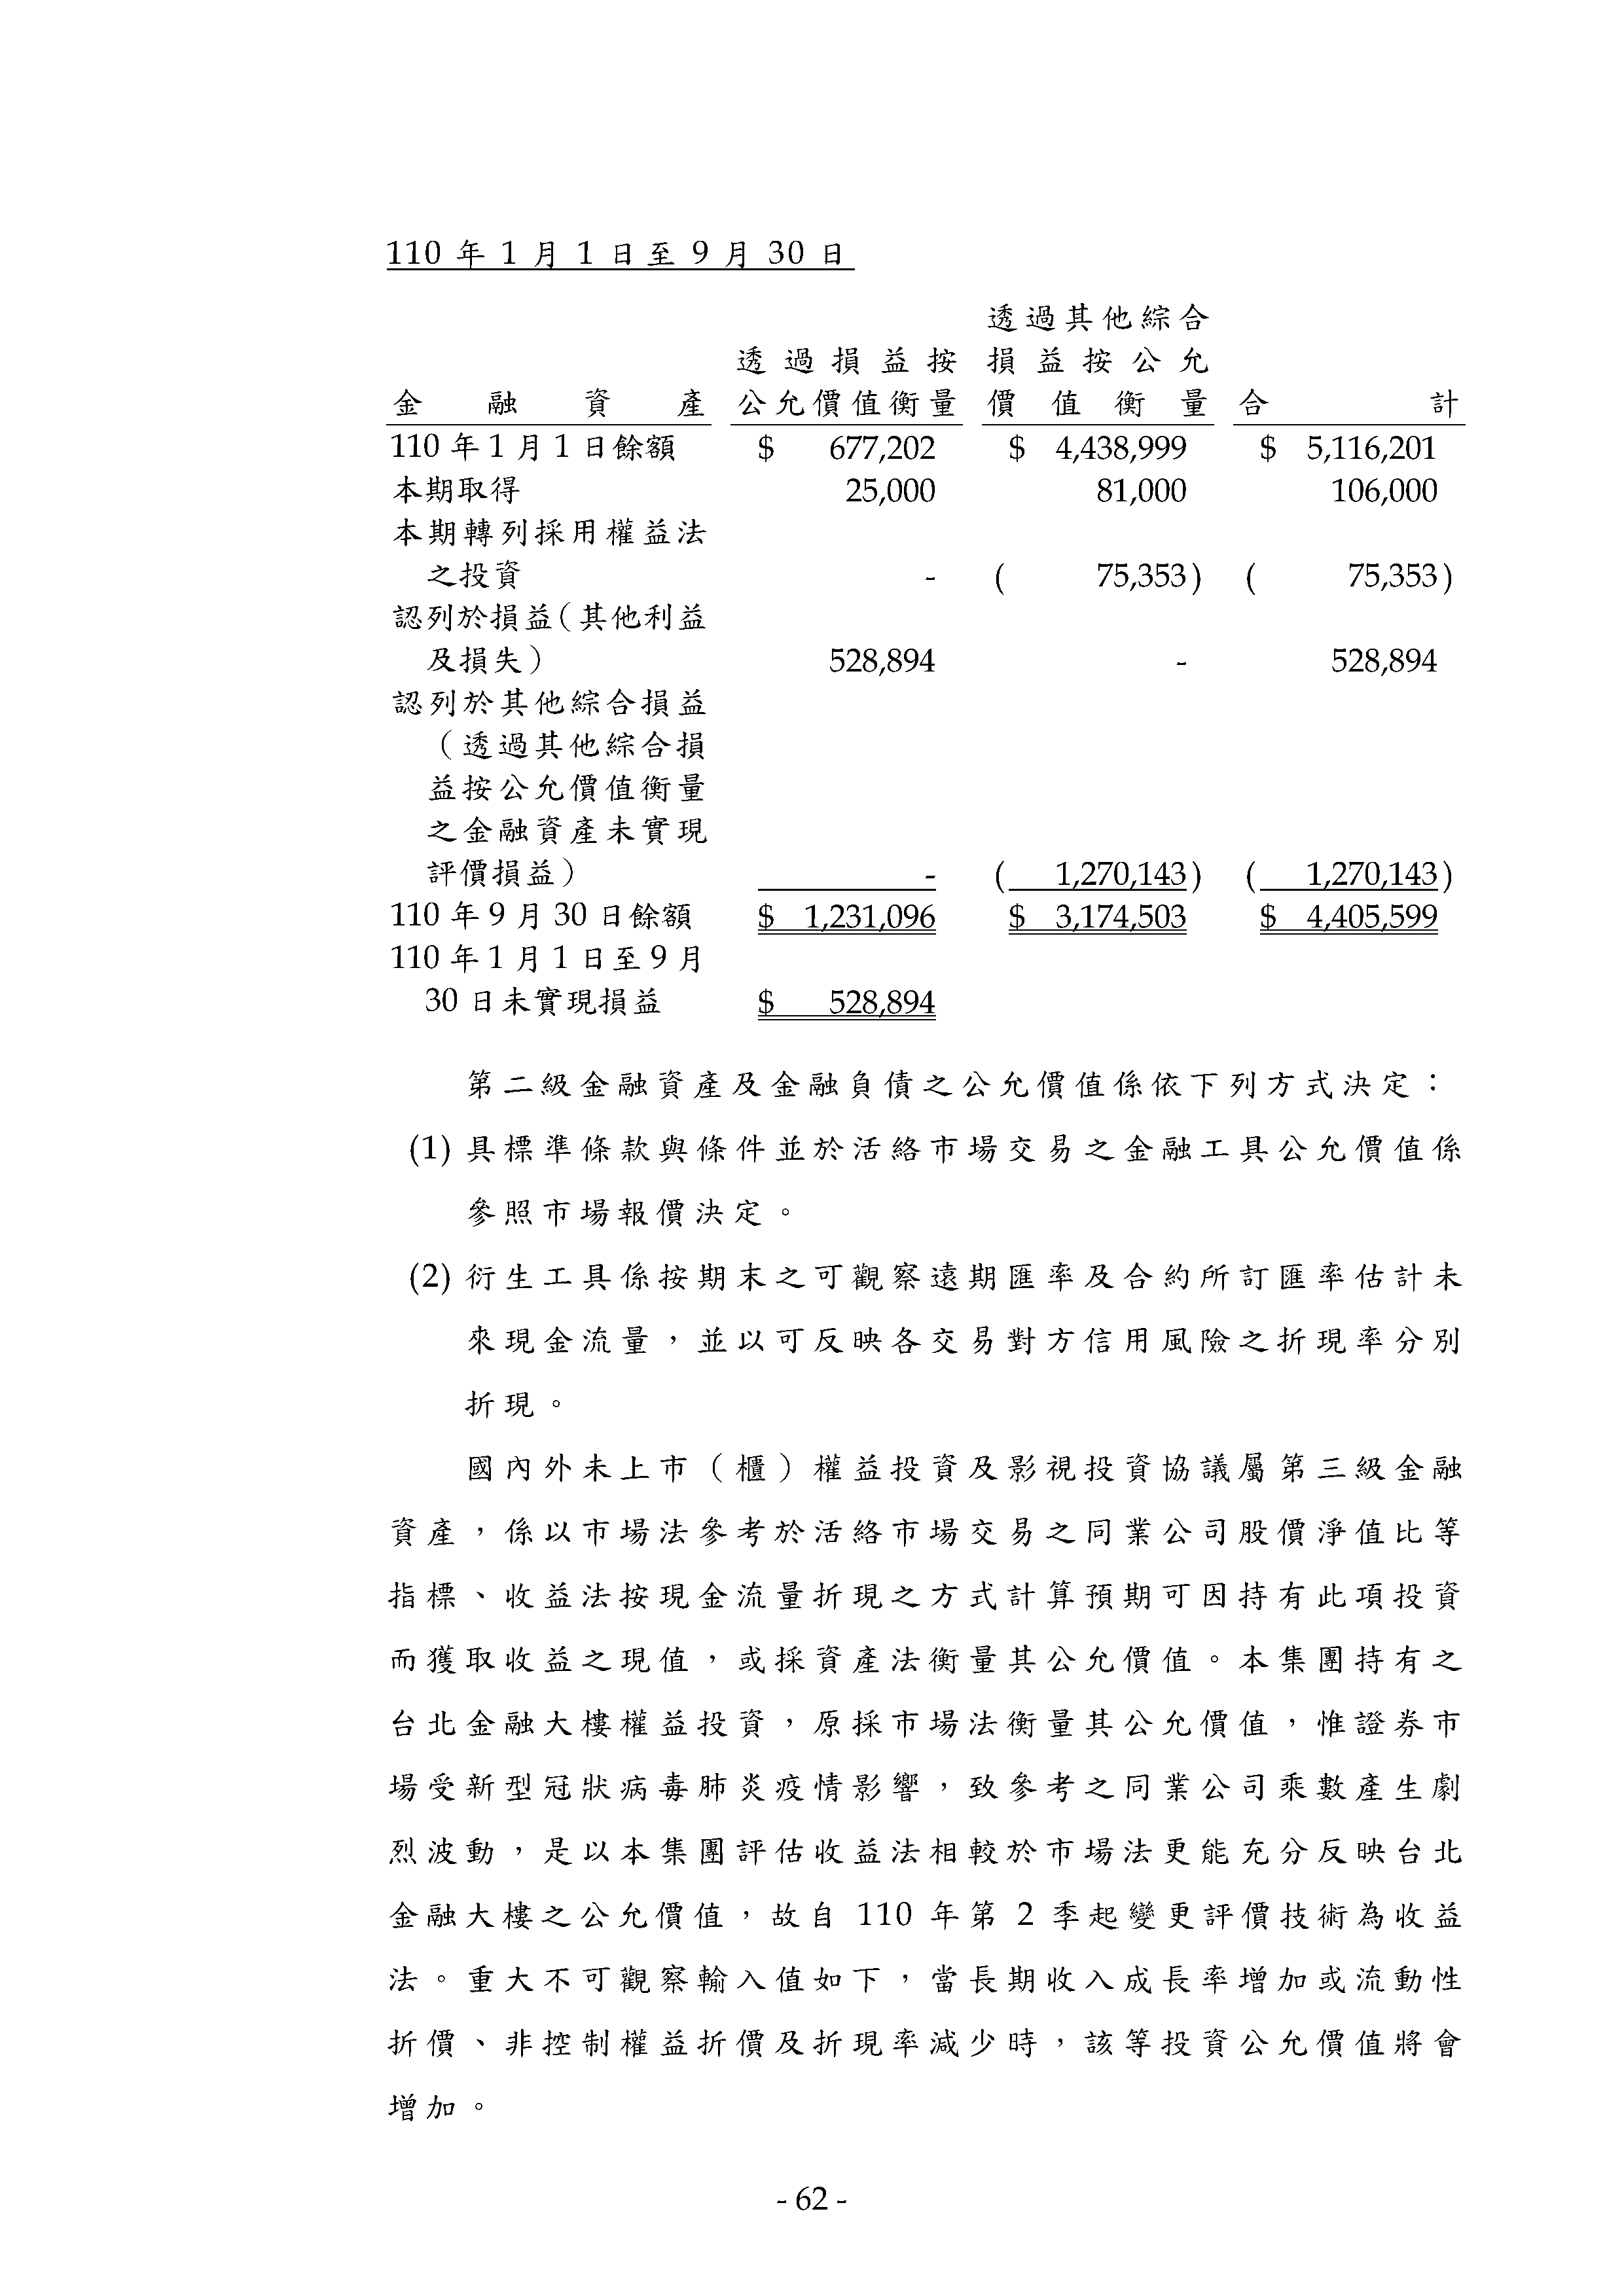 110 年 1 月 1 日至 9 月 30 日
透過其他綜合
透過損益按 損益按公允
金融資產 公允價值衡量 價值衡量 合計
110 年 1 月 1 日餘額 $ 677,202 $ 4,438,999 $ 5,116,201
本期取得 25,000 81,000 106,000
本期轉列採用權益法
之投資 - ( 75,353) ( 75,353)
認列於損益(其他利益
及損失) 528,894 - 528,894
認列於其他綜合損益
(透過其他綜合損
益按公允價值衡量
之金融資產未實現
評價損益) - ( 1,270,143) ( 1,270,143)
110 年 9 月 30 日餘額 $ 1,231,096 $ 3,174,503 $ 4,405,599
110 年 1 月 1 日至 9 月
30 日未實現損益 $ 528,894
第二級金融資產及金融負債之公允價值係依下列方式決定：
(1) 具標準條款與條件並於活絡市場交易之金融工具公允價值係
參照市場報價決定。
(2) 衍生工具係按期末之可觀察遠期匯率及合約所訂匯率估計未
來現金流量，並以可反映各交易對方信用風險之折現率分別
折現。
國內外未上市（櫃）權益投資及影視投資協議屬第三級金融
資產，係以市場法參考於活絡市場交易之同業公司股價淨值比等
指標、收益法按現金流量折現之方式計算預期可因持有此項投資
而獲取收益之現值，或採資產法衡量其公允價值。本集團持有之
台北金融大樓權益投資，原採市場法衡量其公允價值，惟證券市
場受新型冠狀病毒肺炎疫情影響，致參考之同業公司乘數產生劇
烈波動，是以本集團評估收益法相較於市場法更能充分反映台北
金融大樓之公允價值，故自 110 年第 2 季起變更評價技術為收益
法。重大不可觀察輸入值如下，當長期收入成長率增加或流動性
折價、非控制權益折價及折現率減少時，該等投資公允價值將會
增加。
- 62 -